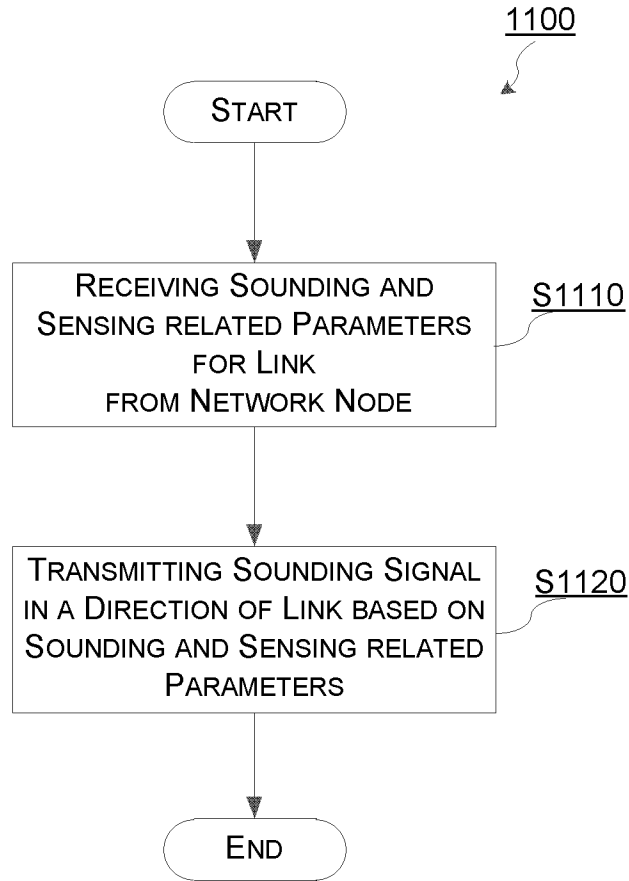 1100
START
RECEIVING SOUNDING AND
SENSING RELATED PARAMETERS
FOR LINK
FROM NETWORK NODE
S1110
TRANSMITTING SOUNDING SIGNAL
IN A DIRECTION OF LINK BASED ON
SOUNDING AND SENSING RELATED
PARAMETERS
S1120
END